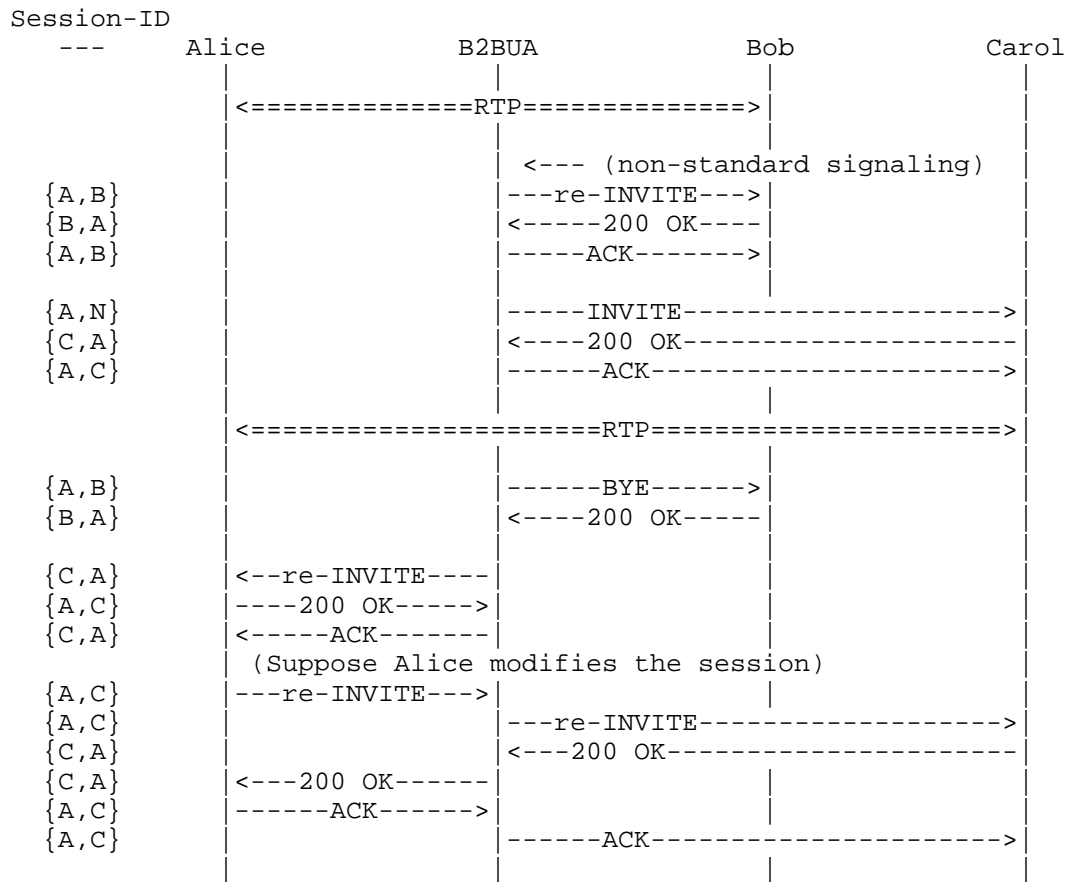 Session-ID
--- Alice B2BUA Bob Carol
|<==============RTP==============>|
<--- (non-standard signaling)
{A,B} |---re-INVITE--->|
{B,A} |<-----200 OK----|
{A,B} |-----ACK------->|
{A,N} |-----INVITE-------------------->|
{C,A} |<----200 OK---------------------|
{A,C} |------ACK---------------------->|
|<======================RTP======================>|
{A,B} |------BYE------>|
{B,A} |<----200 OK-----|
{C,A} |<--re-INVITE----|
{A,C} |----200 OK----->|
{C,A} |<-----ACK-------|
(Suppose Alice modifies the session)
{A,C} |---re-INVITE--->|
{A,C} |---re-INVITE------------------->|
{C,A} |<---200 OK----------------------|
{C,A} |<---200 OK------|
{A,C} |------ACK------>|
{A,C} |------ACK---------------------->|